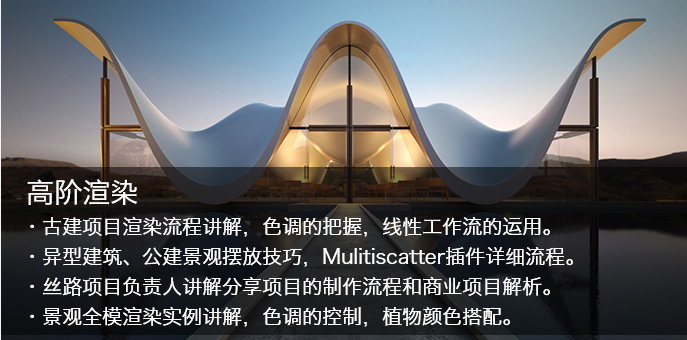 高阶渲染
· 古建项目渲染流程讲解，色调的把握，线性工作流的运用。
· 异型建筑、公建景观摆放技巧，Mulitiscatter插件详细流程。
· 丝路项目负责人讲解分享项目的制作流程和商业项目解析。
· 景观全模渲染实例讲解，色调的控制，植物颜色搭配。